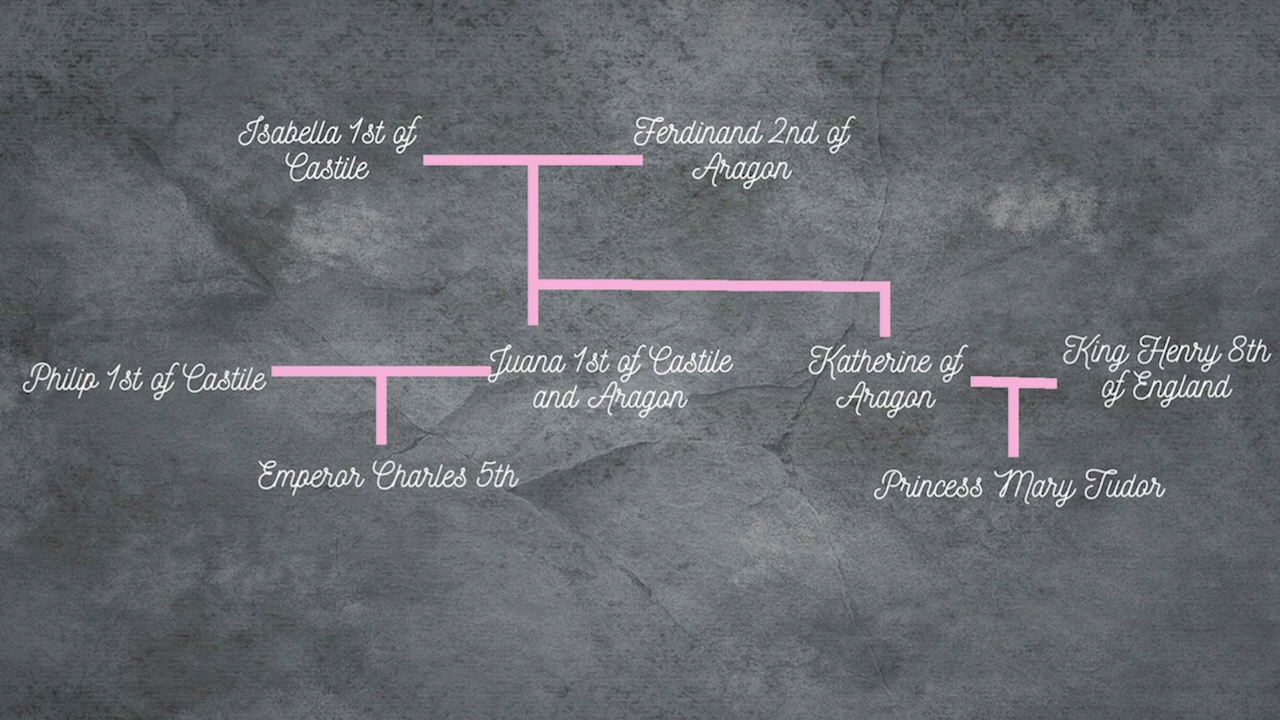 Isabella 1st of
Castile
Ferdinand 2nd of
Aragon
Philip 1st of Castile
Juana 1st of Castile
and Aragon
Katherine of
Aragon
King Henry 8th
of England
Emperor Charles 5th
Princess Mary Tudor